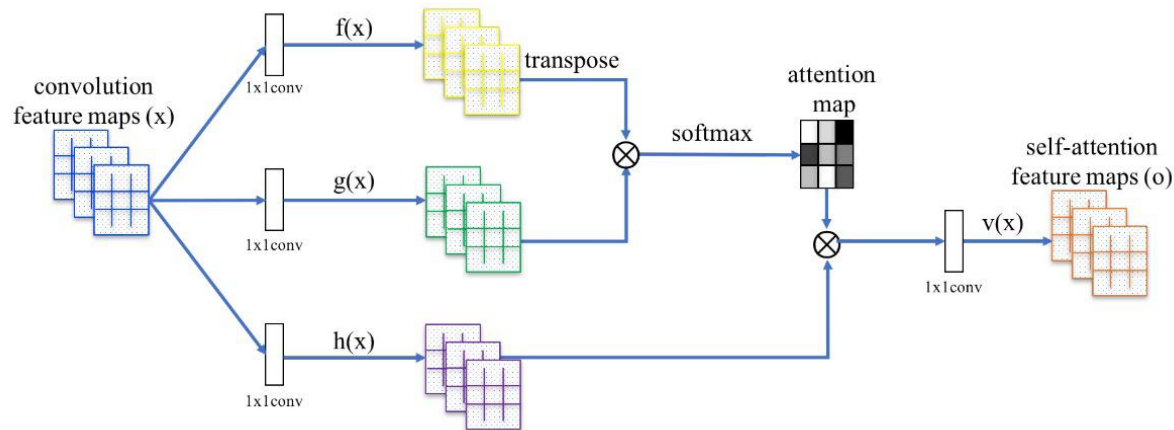 f(x)
1x1conv
transpose
convolution
feature maps (x)
attention
map
softmax
g(x)
1x1conv
self-attention
feature maps (o)
v(x)
1x1conv
h(x)
1x1conv